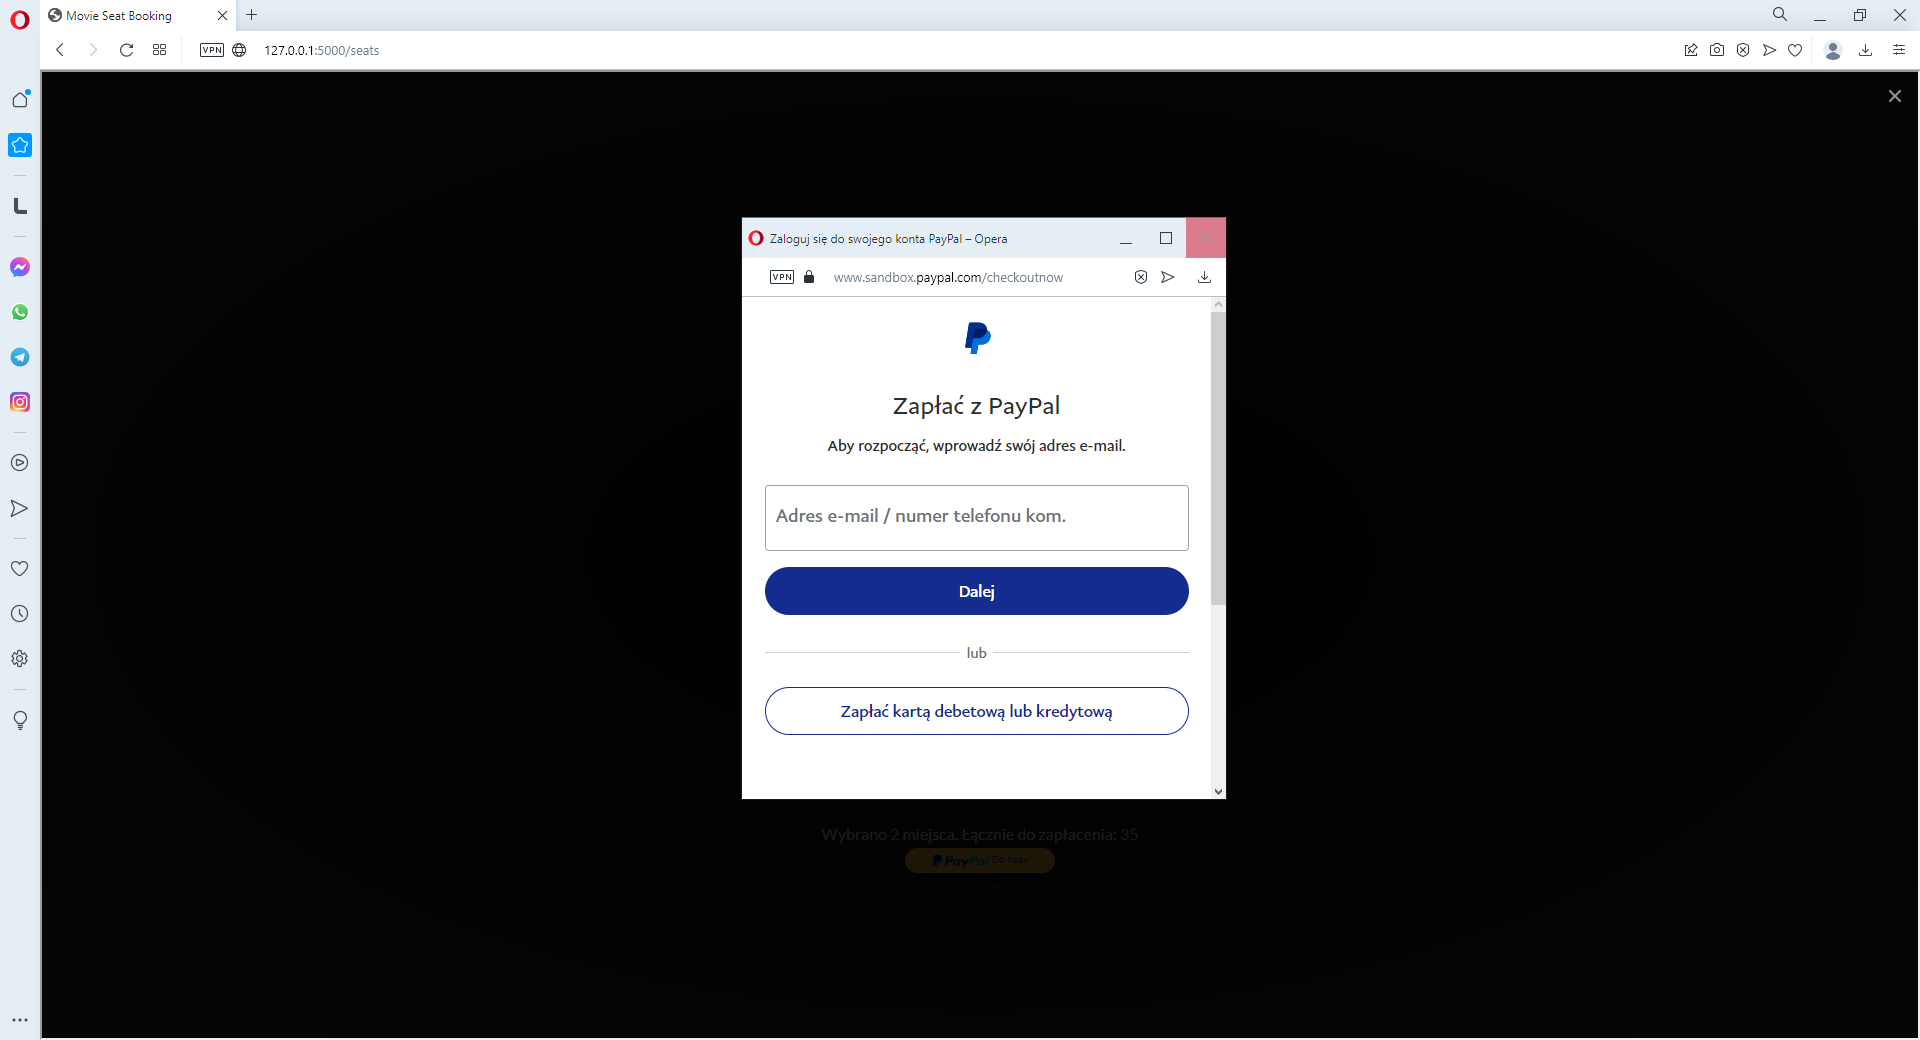 Movie Seat Booking
VPN
127.0.0.1:5000/seats
Zaloguj się do swojego konta PayPal – Opera
VPN
www.sandbox.paypal.com/checkoutnow
Zapłać z PayPal
Aby rozpocząć, wprowadź swój adres e-mail.
Adres e-mail / numer telefonu kom.
Dalej
lub
Zapłać kartą debetową lub kredytową
Wybrano 2 miejsca. Łącznie do zapłacenia: 35
PayPal Do kasy